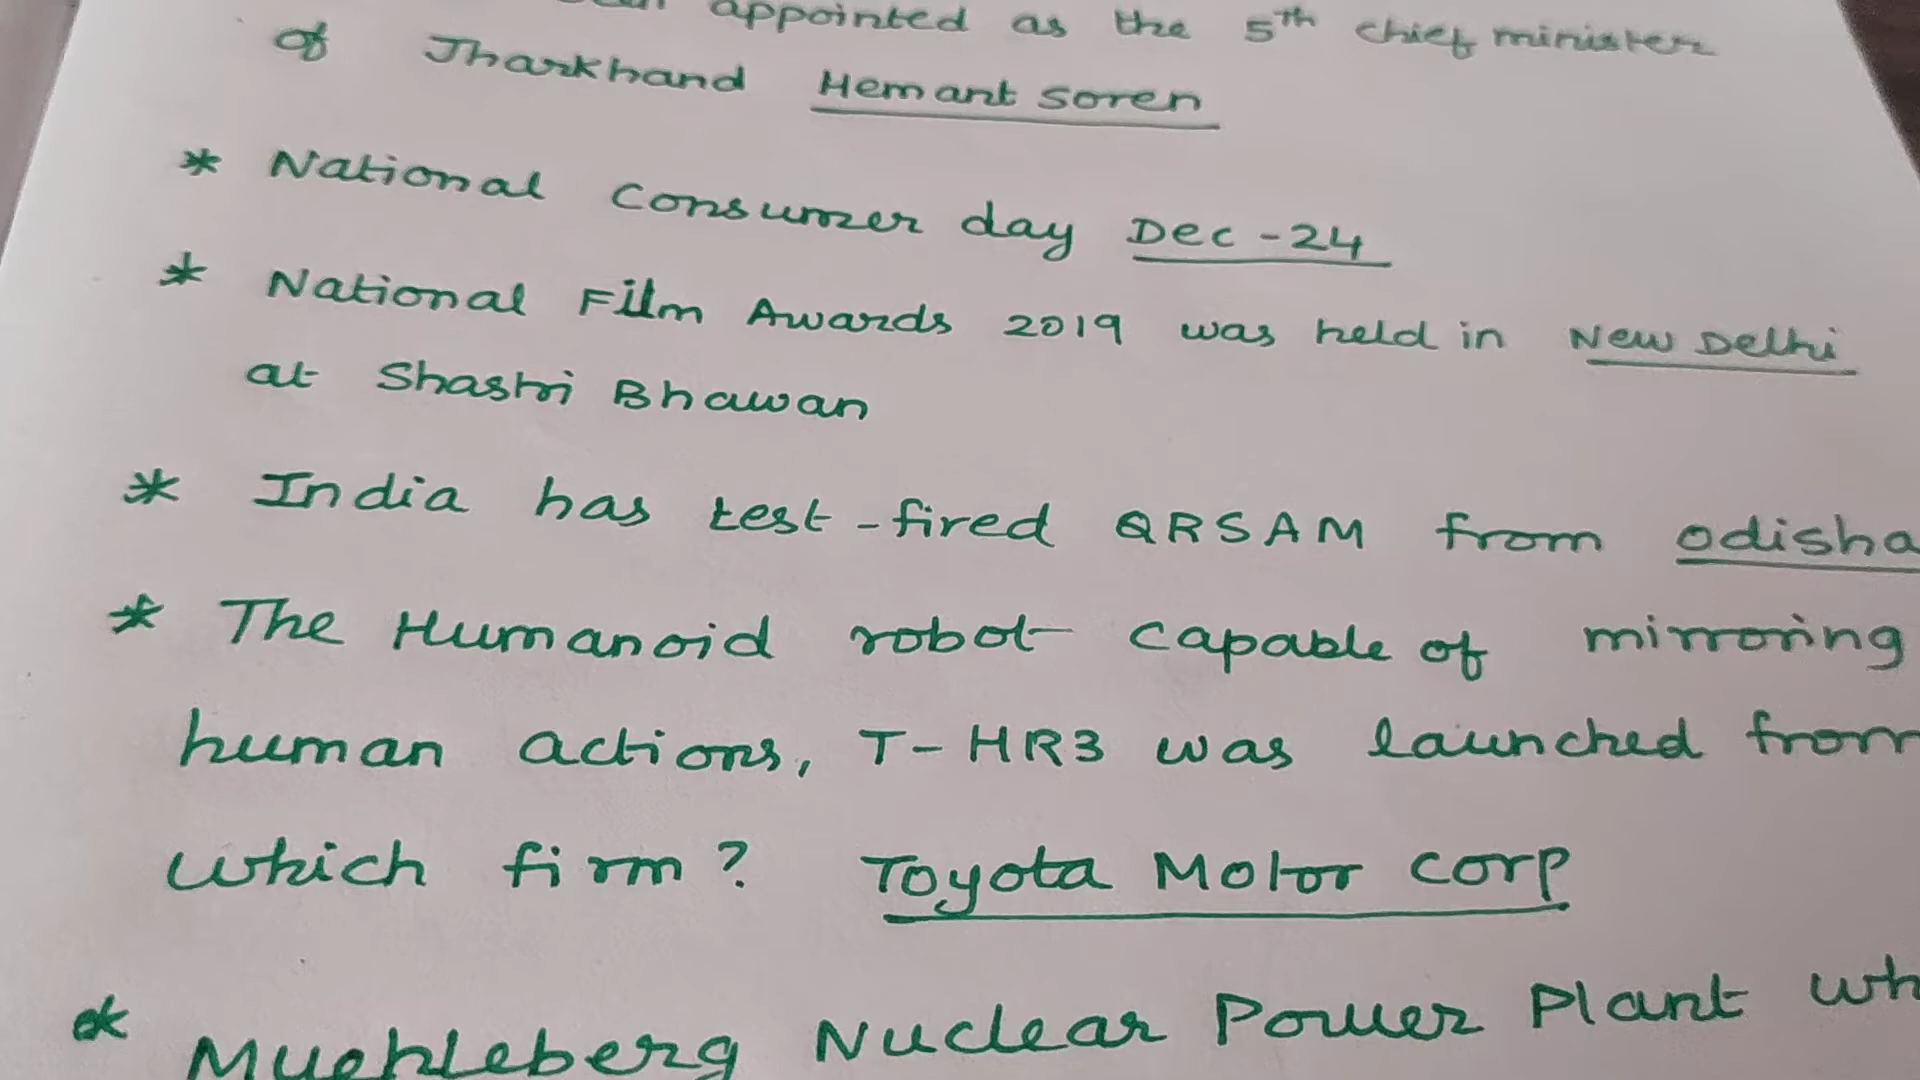 appointed as the 5th chief minister
of Jharkhand Hemant Soren
* National Consumer day Dec -24
* National Film Awards 2019 was held in New Delhi
at Shastri Bhawan
* India has test -fired QRSAM from odisha
* The Humanoid robot capable of mirroring
human actions, T-HR3 was launched from
which firm? Toyota Motor corp
* Muehleberg Nuclear Power Plant wh